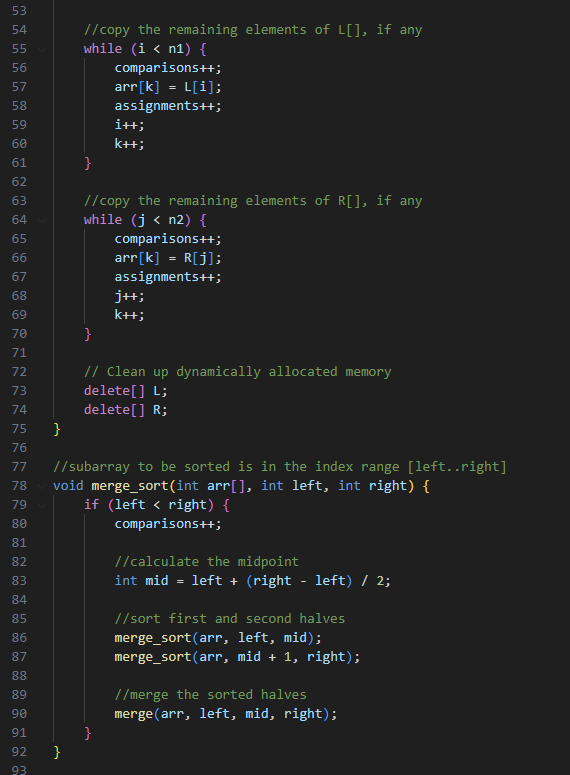 53
54 //copy the remaining elements of L[], if any
55 while (i < n1) {
56 comparisons++;
57 arr[k] = L[i];
58 assignments++;
59 i++;
60 k++;
61 }
62
63 //copy the remaining elements of R[], if any
64 while (j < n2) {
65 comparisons++;
66 arr[k] = R[j];
67 assignments++;
68 j++;
69 k++;
70 }
71
72 // Clean up dynamically allocated memory
73 delete[] L;
74 delete[] R;
75 }
76
77 //subarray to be sorted is in the index range [left..right]
78 void merge_sort(int arr[], int left, int right) {
79 if (left < right) {
80 comparisons++;
81
82 //calculate the midpoint
83 int mid = left + (right - left) / 2;
84
85 //sort first and second halves
86 merge_sort(arr, left, mid);
87 merge_sort(arr, mid + 1, right);
88
89 //merge the sorted halves
90 merge(arr, left, mid, right);
91 }
92 }
93